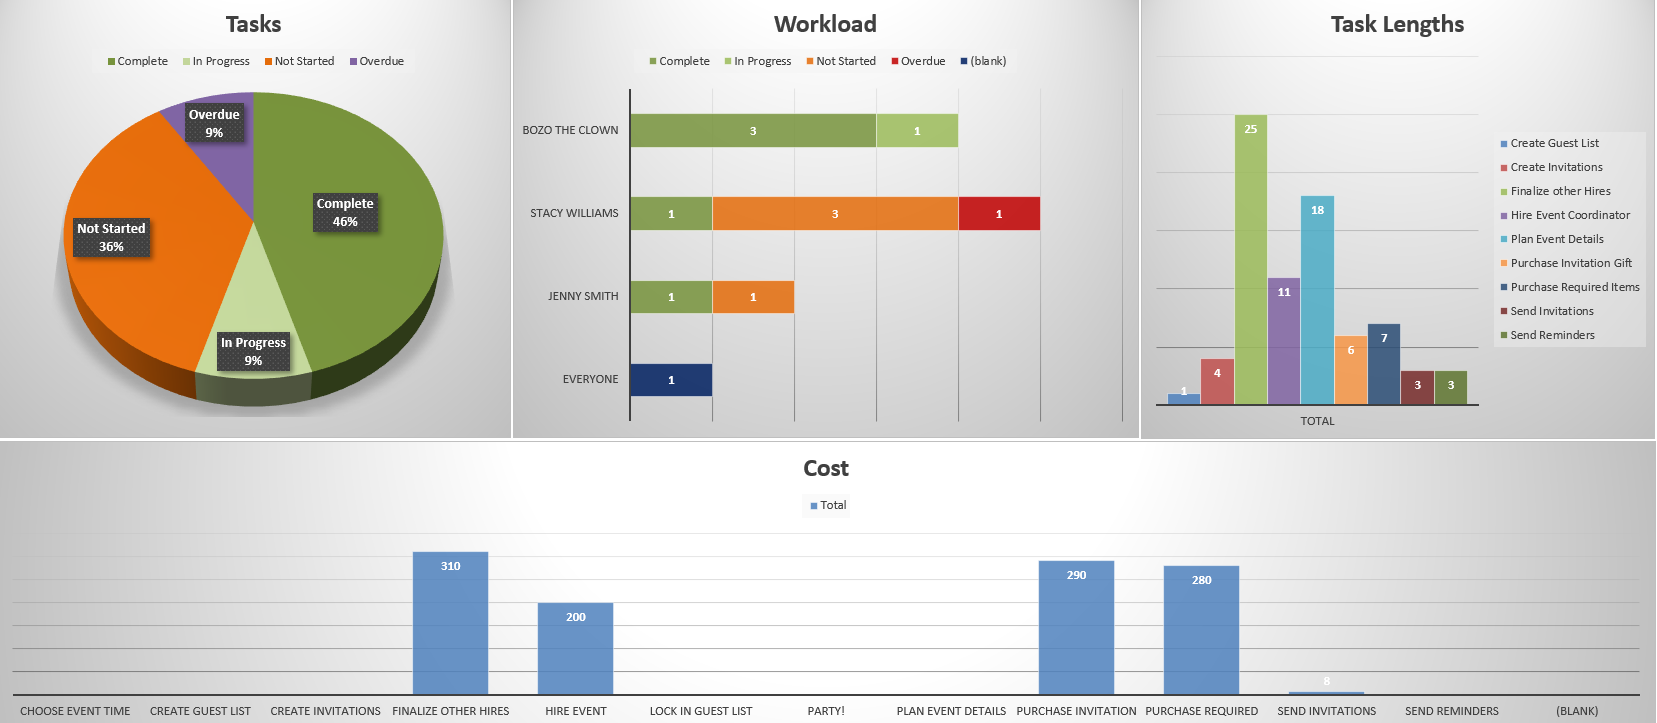 Tasks
Complete In Progress Not Started Overdue
Overdue
9%
Complete
46%
Not Started
36%
In Progress
9%
Workload
Complete In Progress Not Started Overdue (blank)
BOZO THE CLOWN 3 1
STACY WILLIAMS 1 3 1
JENNY SMITH 1 1
EVERYONE 1
Task Lengths
25
18
11
7
6
4
3 3
1
TOTAL
Create Guest List
Create Invitations
Finalize other Hires
Hire Event Coordinator
Plan Event Details
Purchase Invitation Gift
Purchase Required Items
Send Invitations
Send Reminders
Cost
Total
310
200
290
280
8
CHOOSE EVENT TIME CREATE GUEST LIST CREATE INVITATIONS FINALIZE OTHER HIRES HIRE EVENT LOCK IN GUEST LIST PARTY! PLAN EVENT DETAILS PURCHASE INVITATION PURCHASE REQUIRED SEND INVITATIONS SEND REMINDERS (BLANK)